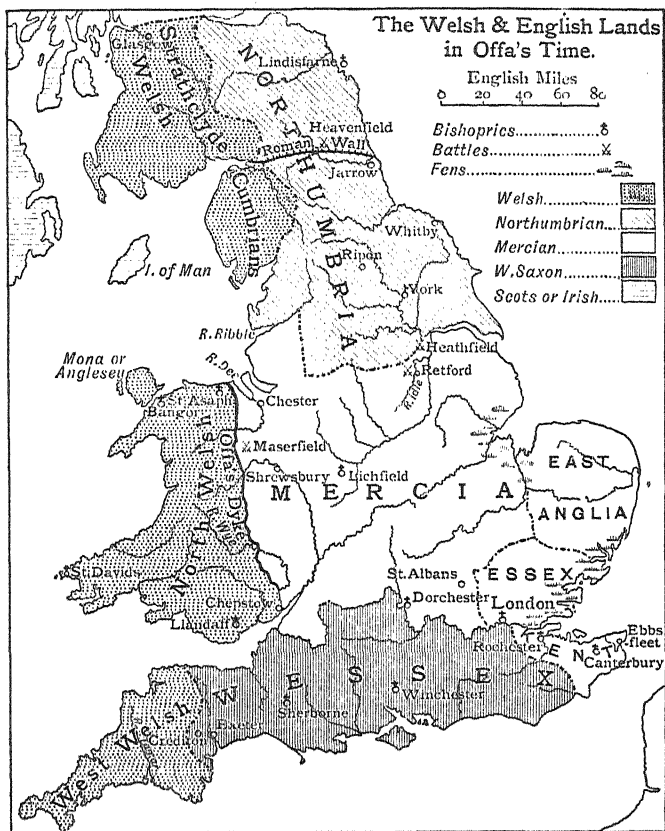 The Welsh & English Lands
in Offa's Time.
English Miles
0 20 40 60 80
Bishoprics
Battles
Fens
Welsh
Northumbrian
Mercian
W. Saxon
Scots or Irish
Glasgow
Strathclyde
Welsh
NORTHUMBRIA
Lindisfarne
Heavenfield
Roman Wall
Jarrow
Cumbrians
Whitby
Ripon
York
I. of Man
R. Ribble
R. Dee
Heathfield
Retford
R. Idle
Mona or
Anglesey
St Asaph
Bangor
Chester
Maserfield
Shrewsbury
Lichfield
MERCIA
EAST
ANGLIA
North Welsh
Offa's Dyke
R. Wye
St. Davids
Chepstow
Llandaff
St. Albans
ESSEX
Dorchester
London
Rochester
KENT
Ebbs
fleet
Canterbury
WESSEX
Winchester
Sherborne
Exeter
Crediton
West Welsh